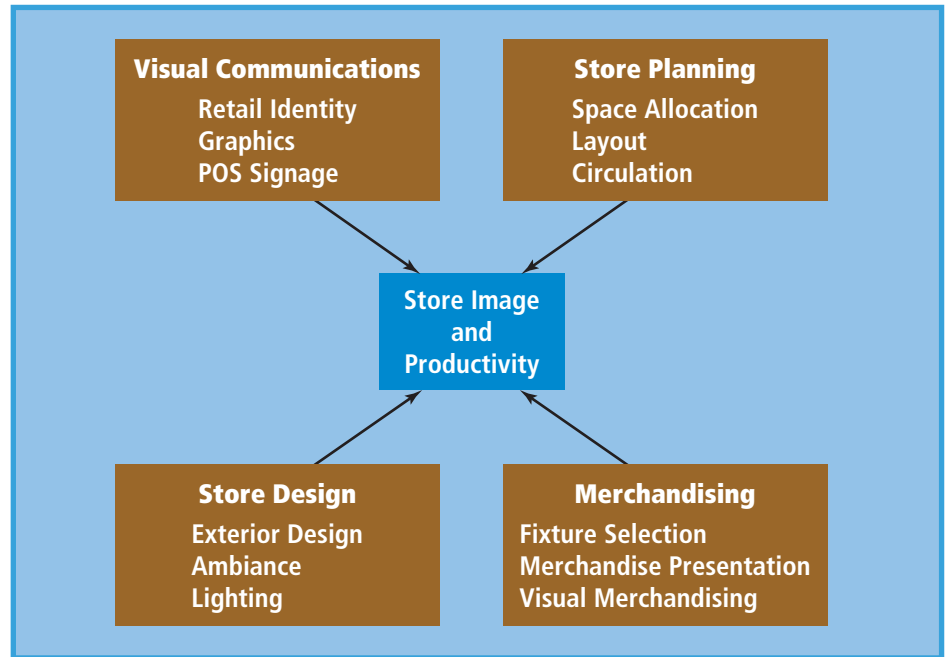 Visual Communications
Retail Identity
Graphics
POS Signage
Store Planning
Space Allocation
Layout
Circulation
Store Image
and
Productivity
Store Design
Exterior Design
Ambiance
Lighting
Merchandising
Fixture Selection
Merchandise Presentation
Visual Merchandising